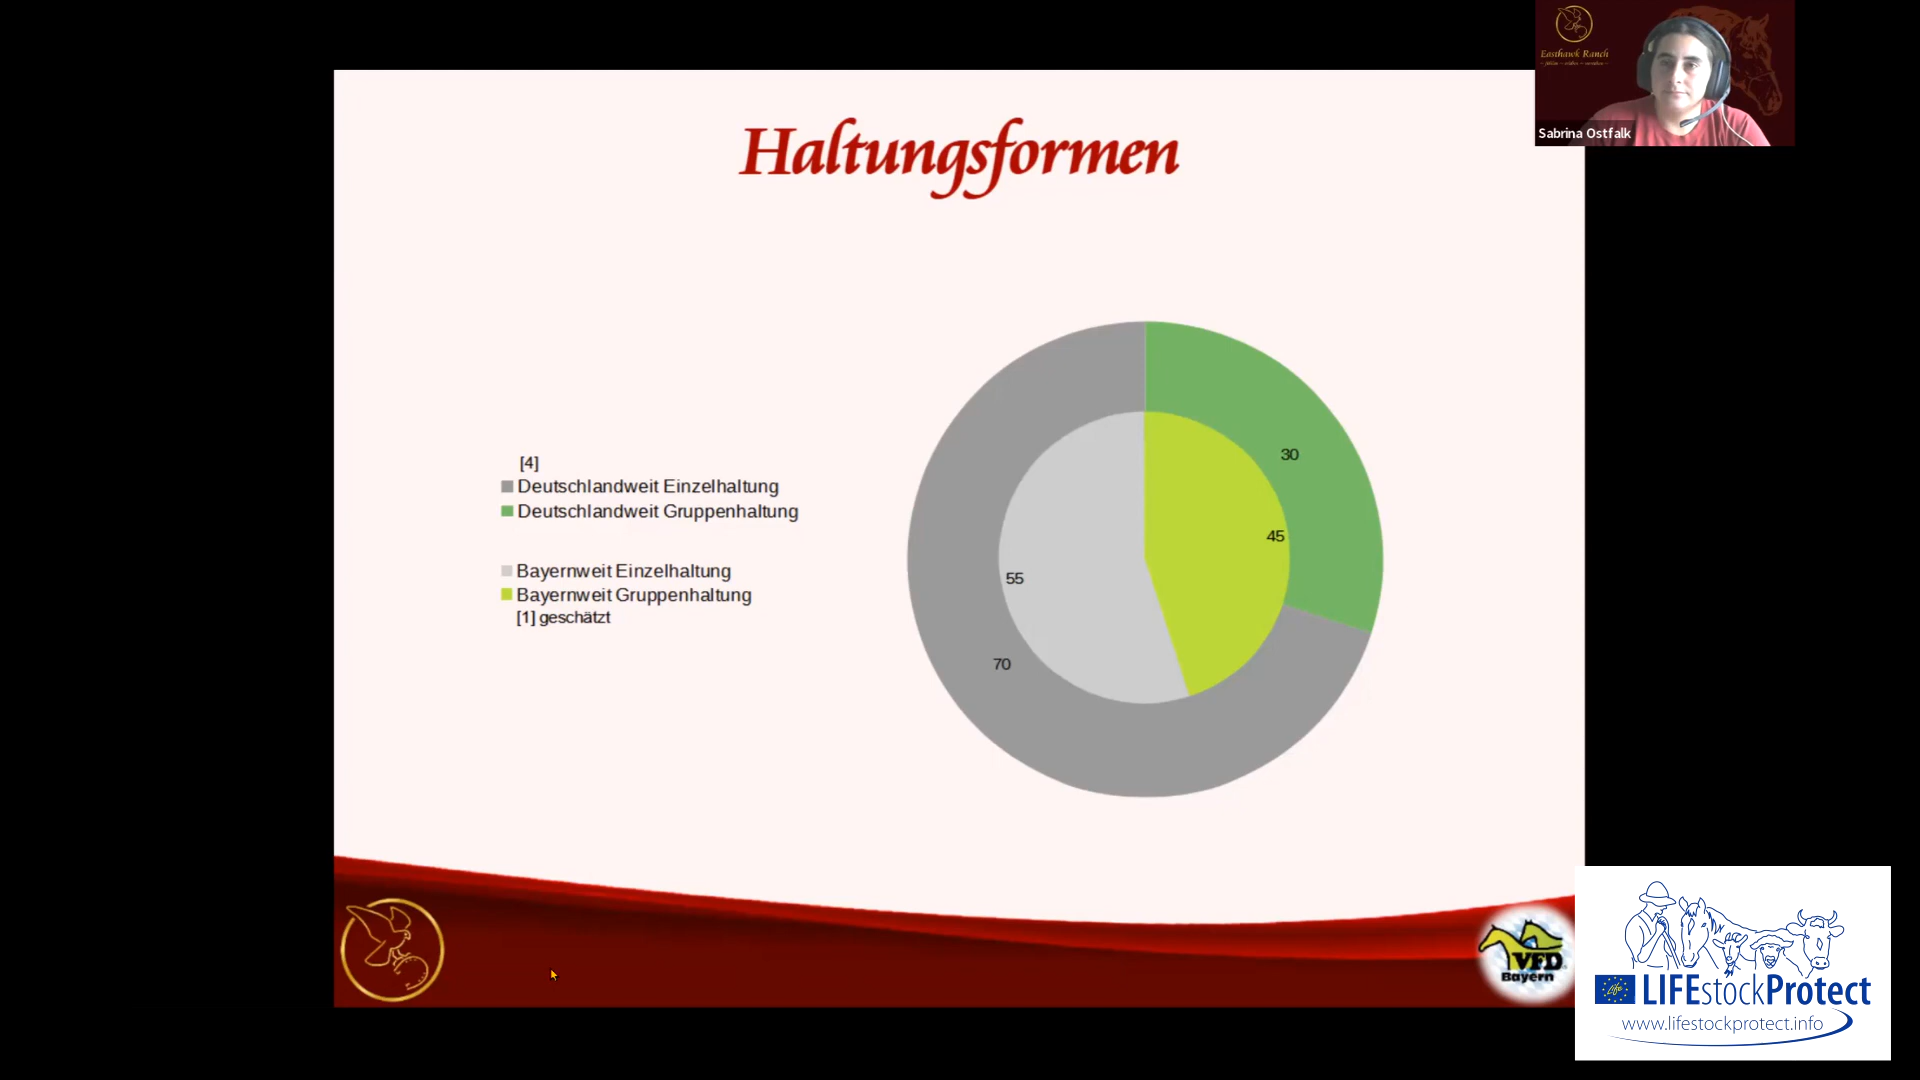 Easthawk Ranch
Sabrina Ostfalk
Haltungsformen
[4]
Deutschlandweit Einzelhaltung
Deutschlandweit Gruppenhaltung
Bayernweit Einzelhaltung
Bayernweit Gruppenhaltung
[1] geschätzt
30
45
55
70
VFD
Bayern
LIFEstockProtect
www.lifestockprotect.info